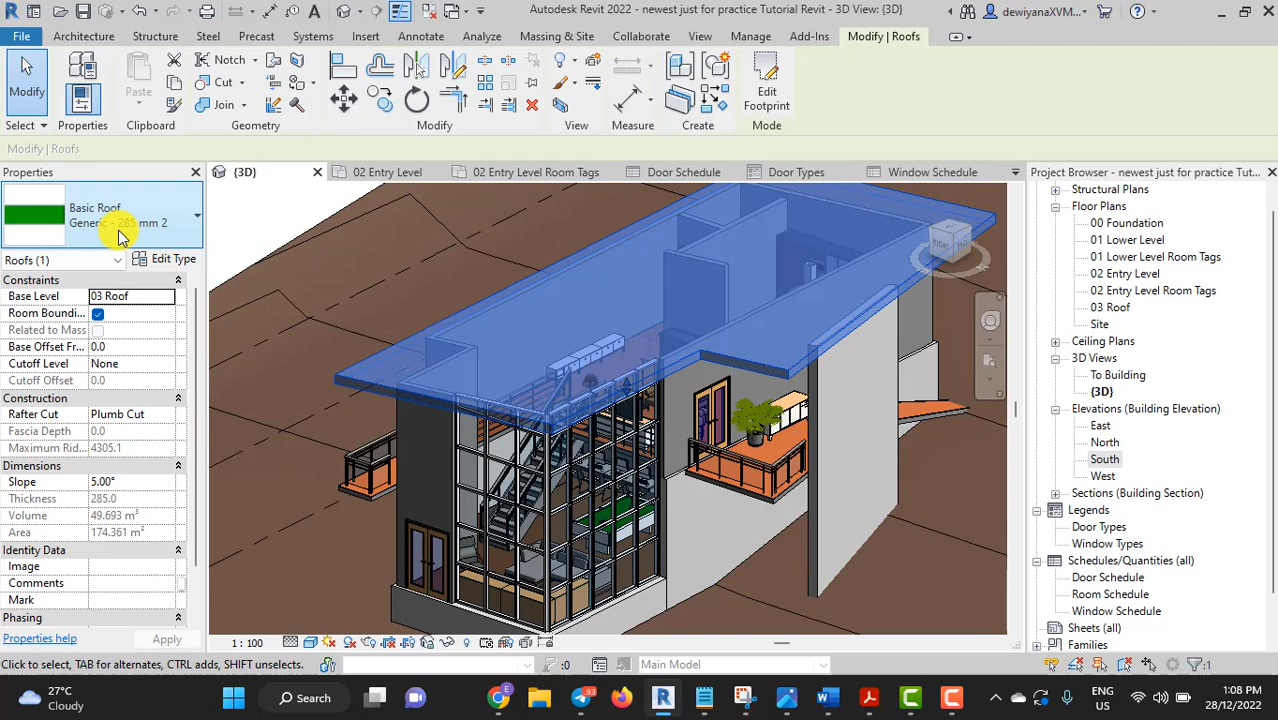 Autodesk Revit 2022 - newest just for practice Tutorial Revit - 3D View: {3D}
dewiyanaXVM...
File Architecture Structure Steel Precast Systems Insert Annotate Analyze Massing & Site Collaborate View Manage Add-Ins Modify | Roofs
Modify
Paste
Notch
Cut
Join
Edit Footprint
Select Properties Clipboard Geometry Modify View Measure Create Mode
Modify | Roofs
Properties
{3D}
02 Entry Level
02 Entry Level Room Tags
Door Schedule
Door Types
Window Schedule
Project Browser - newest just for practice Tutorial Revit...
Basic Roof
Generic - 285 mm 2
Roofs (1)
Edit Type
Constraints
Base Level 03 Roof
Room Boundi...
Related to Mass
Base Offset Fr... 0.0
Cutoff Level None
Cutoff Offset 0.0
Construction
Rafter Cut Plumb Cut
Fascia Depth 0.0
Maximum Rid... 4305.1
Dimensions
Slope 5.00°
Thickness 285.0
Volume 49.693 m³
Area 174.361 m²
Identity Data
Image
Comments
Mark
Phasing
Properties help
Apply
RIGHT
Structural Plans
Floor Plans
00 Foundation
01 Lower Level
01 Lower Level Room Tags
02 Entry Level
02 Entry Level Room Tags
03 Roof
Site
Ceiling Plans
3D Views
To Building
{3D}
Elevations (Building Elevation)
East
North
South
West
Sections (Building Section)
Legends
Door Types
Window Types
Schedules/Quantities (all)
Door Schedule
Room Schedule
Window Schedule
Sheets (all)
Families
1 : 100
Click to select, TAB for alternates, CTRL adds, SHIFT unselects.
:0
Main Model
:1
27°C
Cloudy
Search
93
ENG
US
1:08 PM
28/12/2022